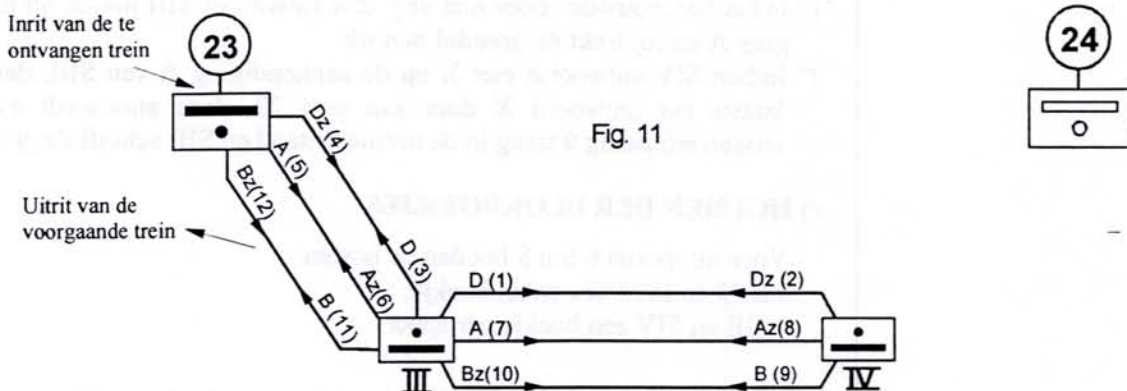 Inrit van de te
ontvangen trein
23
24
Fig. 11
Dz (4)
A (5)
Bz(12)
Uitrit van de
voorgaande trein
D (3)
Az(6)
B (11)
D (1)
Dz (2)
A (7)
Az(8)
Bz(10)
B (9)
III
IV